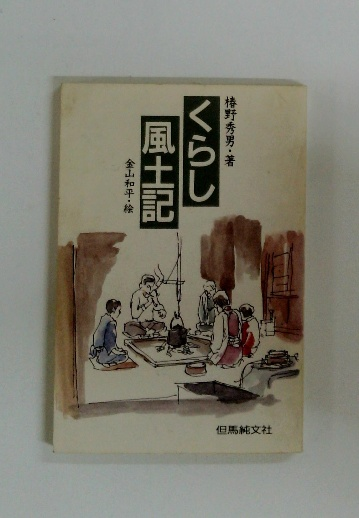 椿野秀男・著
くらし
風土記
金山和平・絵
但馬純文社